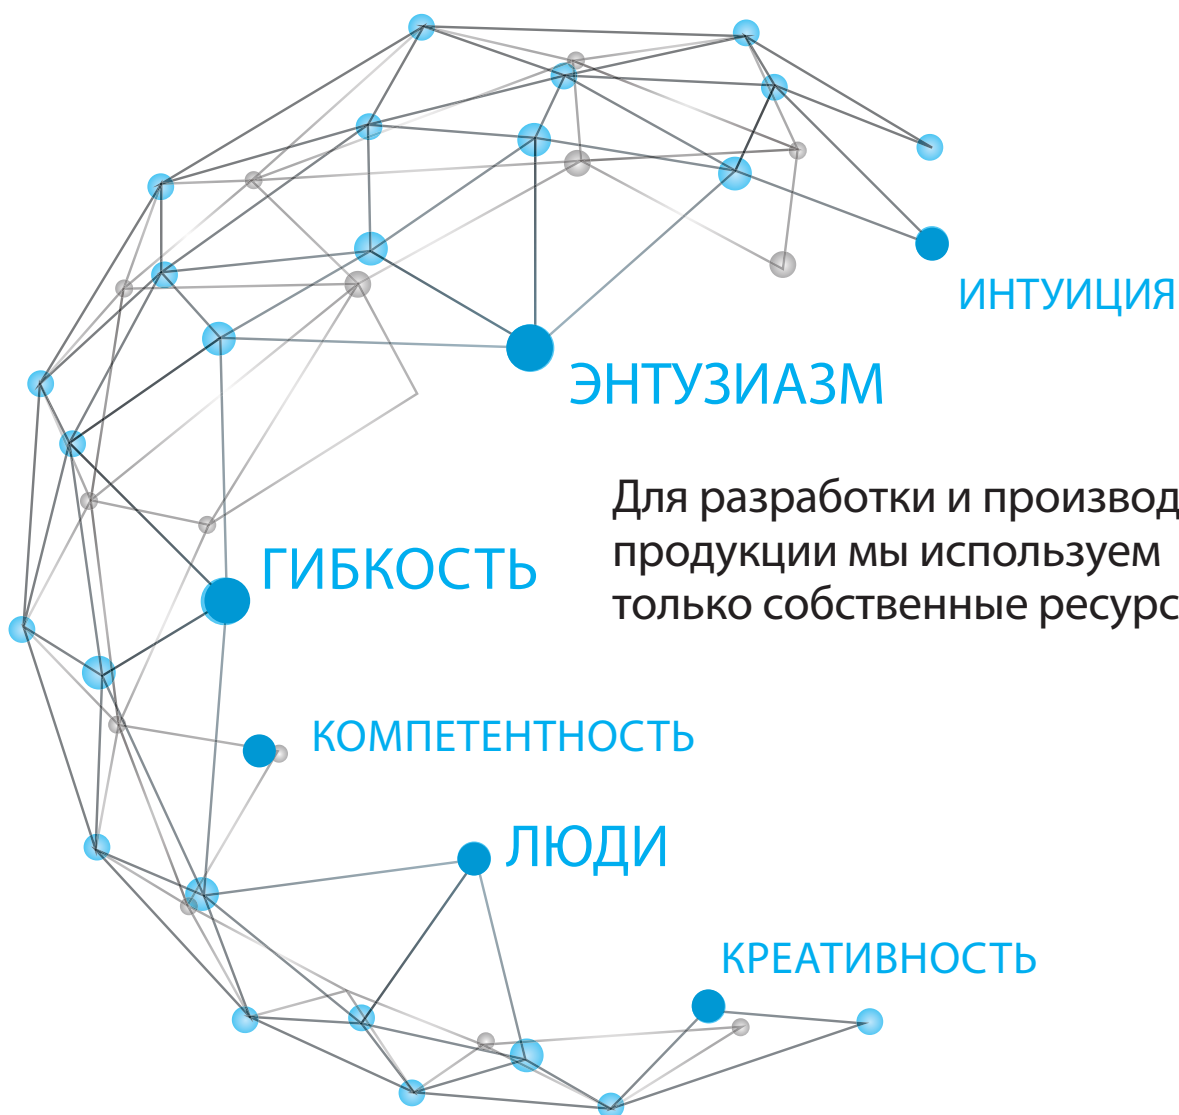 ИНТУИЦИЯ
ЭНТУЗИАЗМ
Для разработки и производ
продукции мы используем
только собственные ресурс
ГИБКОСТЬ
КОМПЕТЕНТНОСТЬ
ЛЮДИ
КРЕАТИВНОСТЬ